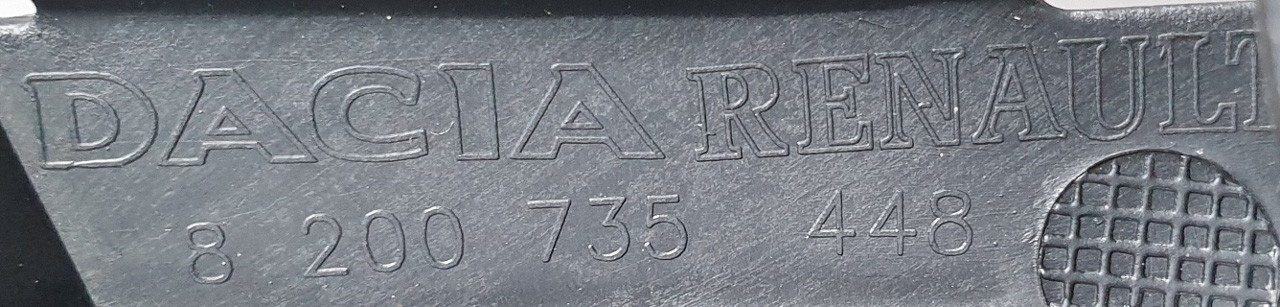 DACIA RENAULT
8 200 735 448